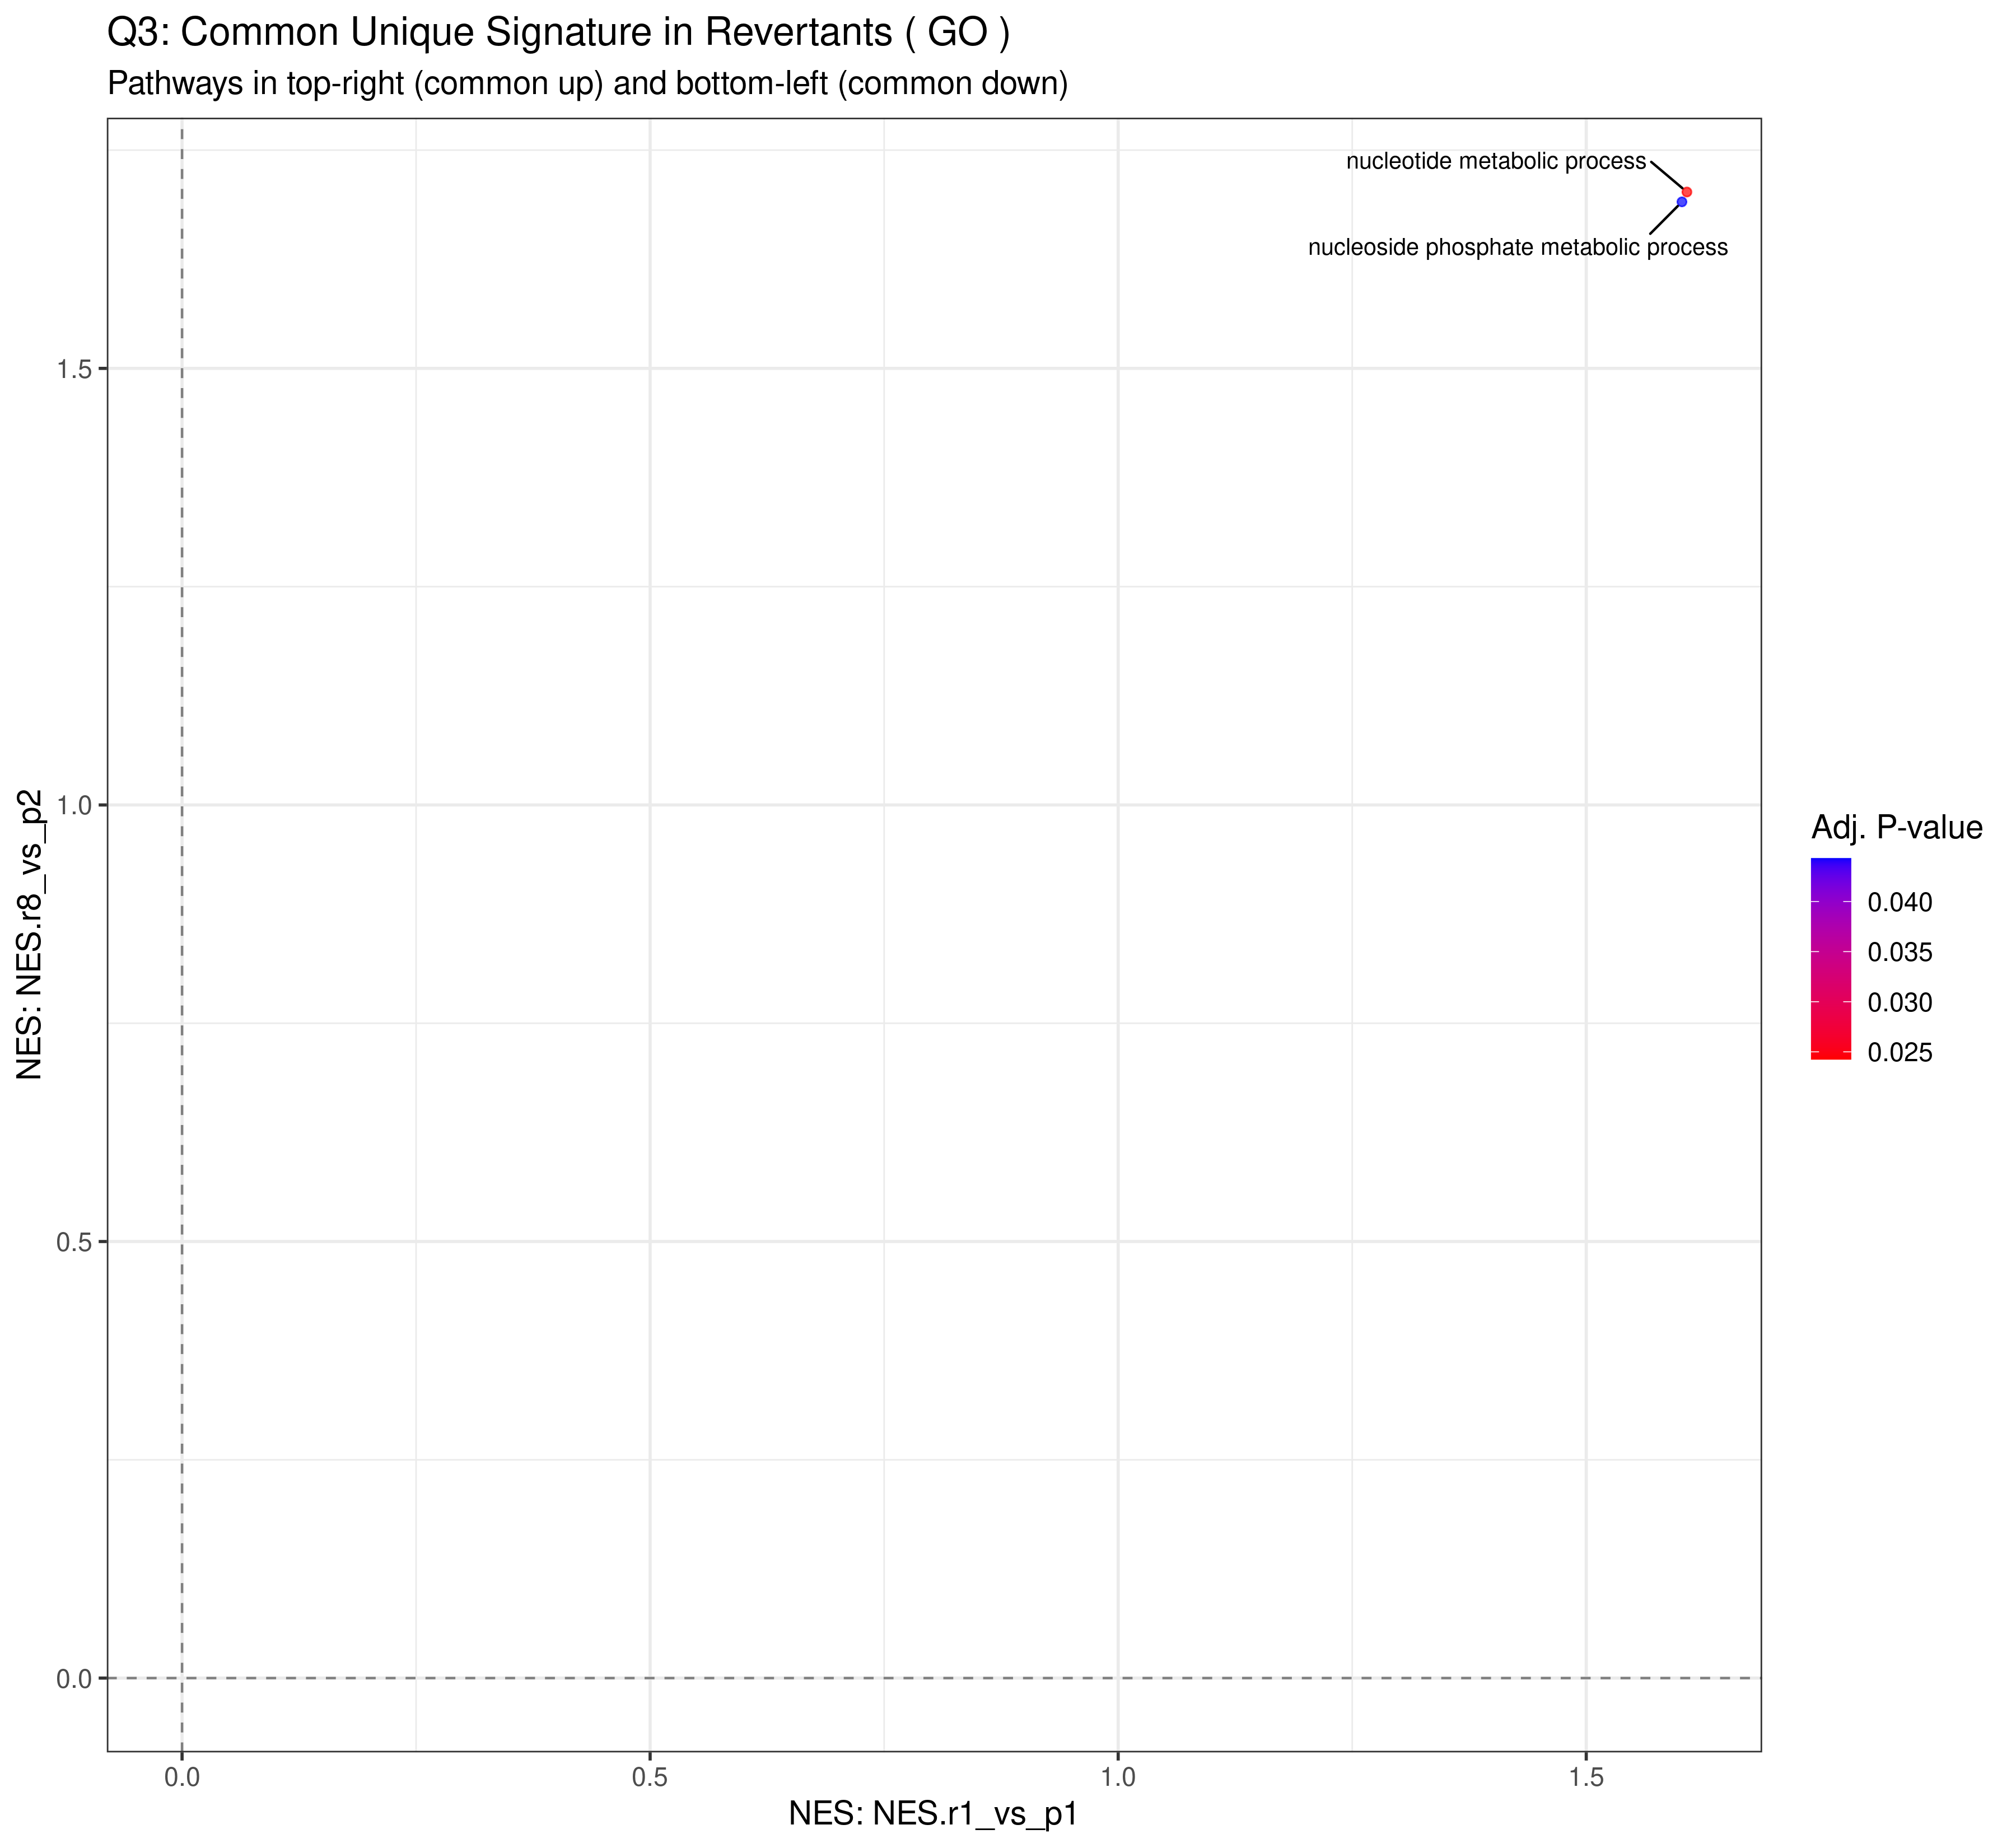 Q3: Common Unique Signature in Revertants ( GO )
Pathways in top-right (common up) and bottom-left (common down)
nucleotide metabolic process
nucleoside phosphate metabolic process
1.5
1.0
0.5
0.0
NES: NES.r8_vs_p2
0.0 0.5 1.0 1.5
NES: NES.r1_vs_p1
Adj. P-value
0.040
0.035
0.030
0.025